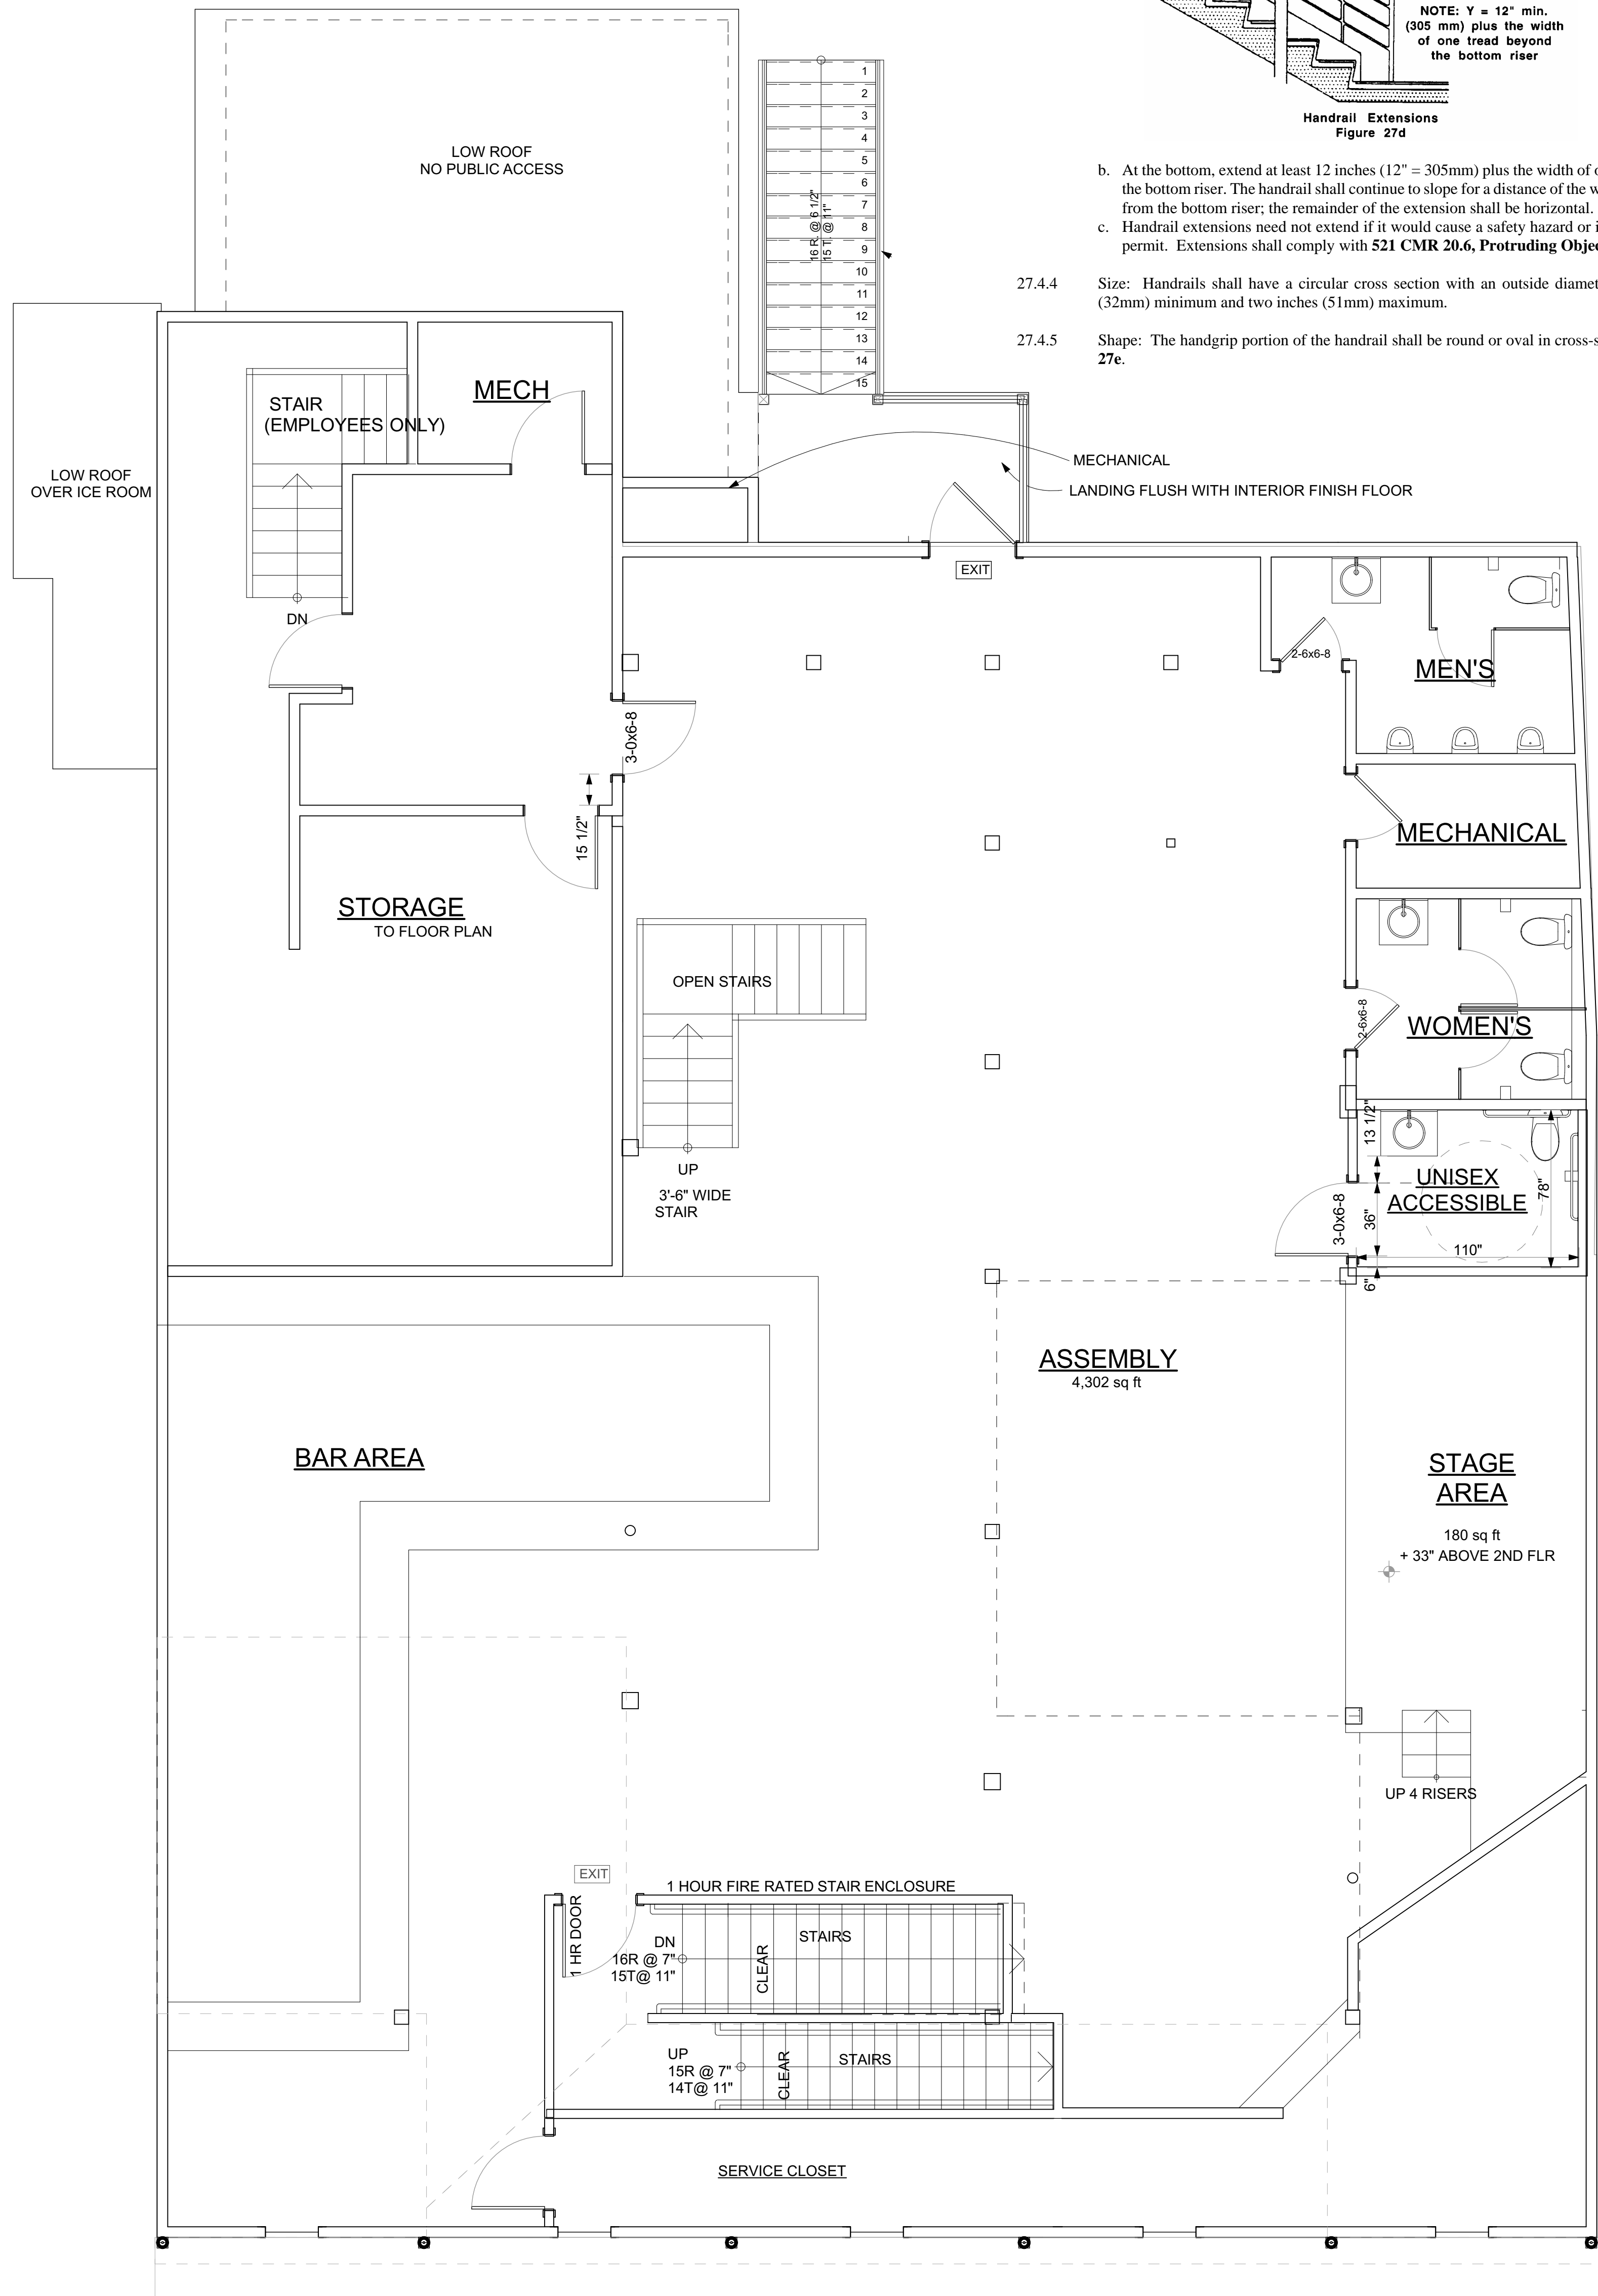 NOTE: Y = 12" min.
(305 mm) plus the width
of one tread beyond
the bottom riser
Handrail Extensions
Figure 27d
b. At the bottom, extend at least 12 inches (12" = 305mm) plus the width of
the bottom riser. The handrail shall continue to slope for a distance of the
from the bottom riser; the remainder of the extension shall be horizontal.
c. Handrail extensions need not extend if it would cause a safety hazard or
permit. Extensions shall comply with 521 CMR 20.6, Protruding
27.4.4 Size: Handrails shall have a circular cross section with an outside
(32mm) minimum and two inches (51mm) maximum.
27.4.5 Shape: The handgrip portion of the handrail shall be round or oval in
27e.
1
2
3
4
5
6
7
8
9
10
11
12
13
14
15
16 R. @ 6 1/2"
15 T. @ 11"
LOW ROOF
NO PUBLIC ACCESS
STAIR
(EMPLOYEES ONLY)
MECH
LOW ROOF
OVER ICE ROOM
DN
MECHANICAL
LANDING FLUSH WITH INTERIOR FINISH FLOOR
EXIT
2-6x6-8
MEN'S
3-0x6-8
15 1/2"
MECHANICAL
STORAGE
TO FLOOR PLAN
OPEN STAIRS
UP
3'-6" WIDE
STAIR
2-6x6-8
WOMEN'S
13 1/2"
UNISEX
ACCESSIBLE
78"
3-0x6-8
36"
110"
6"
ASSEMBLY
4,302 sq ft
BAR AREA
STAGE
AREA
180 sq ft
+ 33" ABOVE 2ND FLR
UP 4 RISERS
EXIT
1 HOUR FIRE RATED STAIR ENCLOSURE
1 HR DOOR
DN
16R @ 7"
15T@ 11"
CLEAR
STAIRS
UP
15R @ 7"
14T@ 11"
CLEAR
STAIRS
SERVICE CLOSET